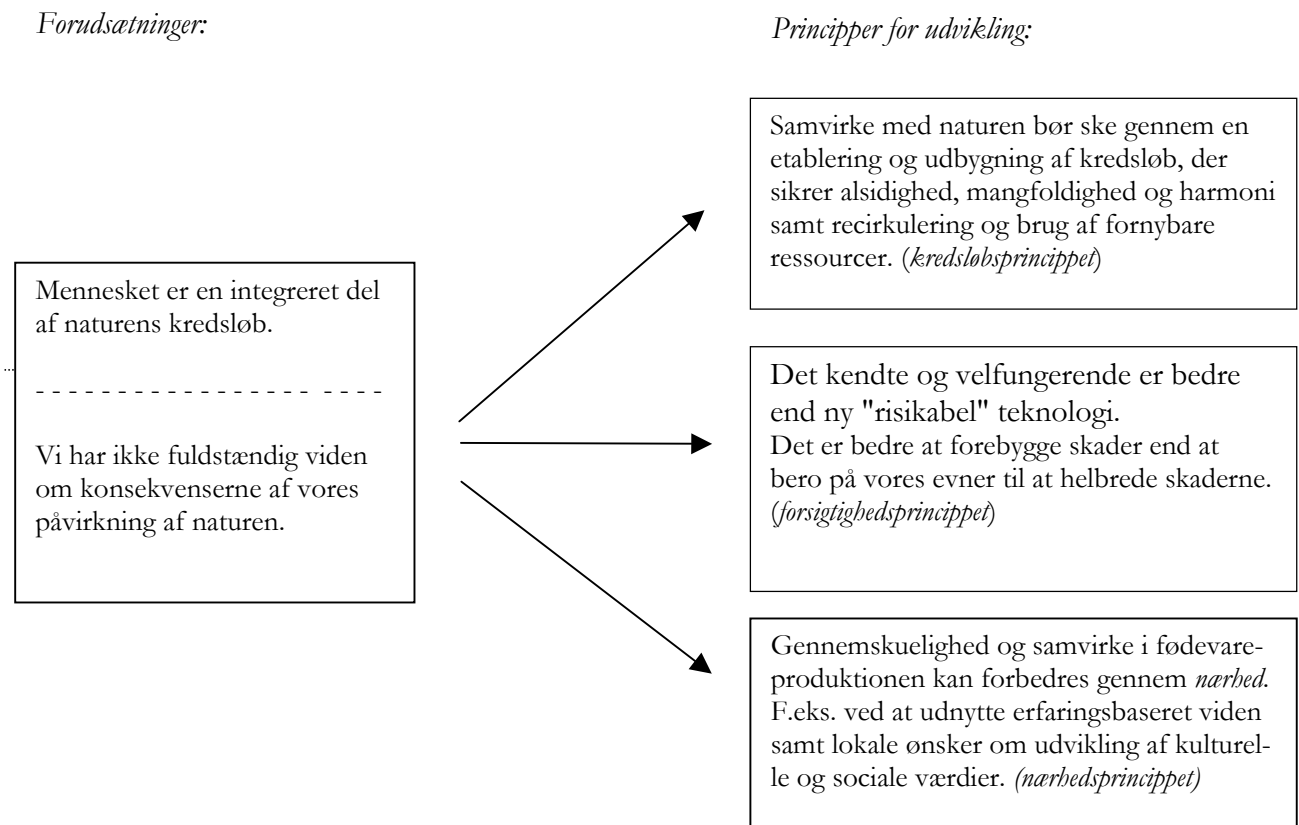 Forudsætninger:
Principper for udvikling:
Mennesket er en integreret del
af naturens kredsløb.
Vi har ikke fuldstændig viden
om konsekvenserne af vores
påvirkning af naturen.
Samvirke med naturen bør ske gennem en
etablering og udbygning af kredsløb, der
sikrer alsidighed, mangfoldighed og harmoni
samt recirkulering og brug af fornybare
ressourcer. (kredsløbsprincippet)
Det kendte og velfungerende er bedre
end ny "risikabel" teknologi.
Det er bedre at forebygge skader end at
bero på vores evner til at helbrede skaderne.
(forsigtighedsprincippet)
Gennemskuelighed og samvirke i fødevare-
produktionen kan forbedres gennem nærhed.
F.eks. ved at udnytte erfaringsbaseret viden
samt lokale ønsker om udvikling af kulturel-
le og sociale værdier. (nærhedsprincippet)